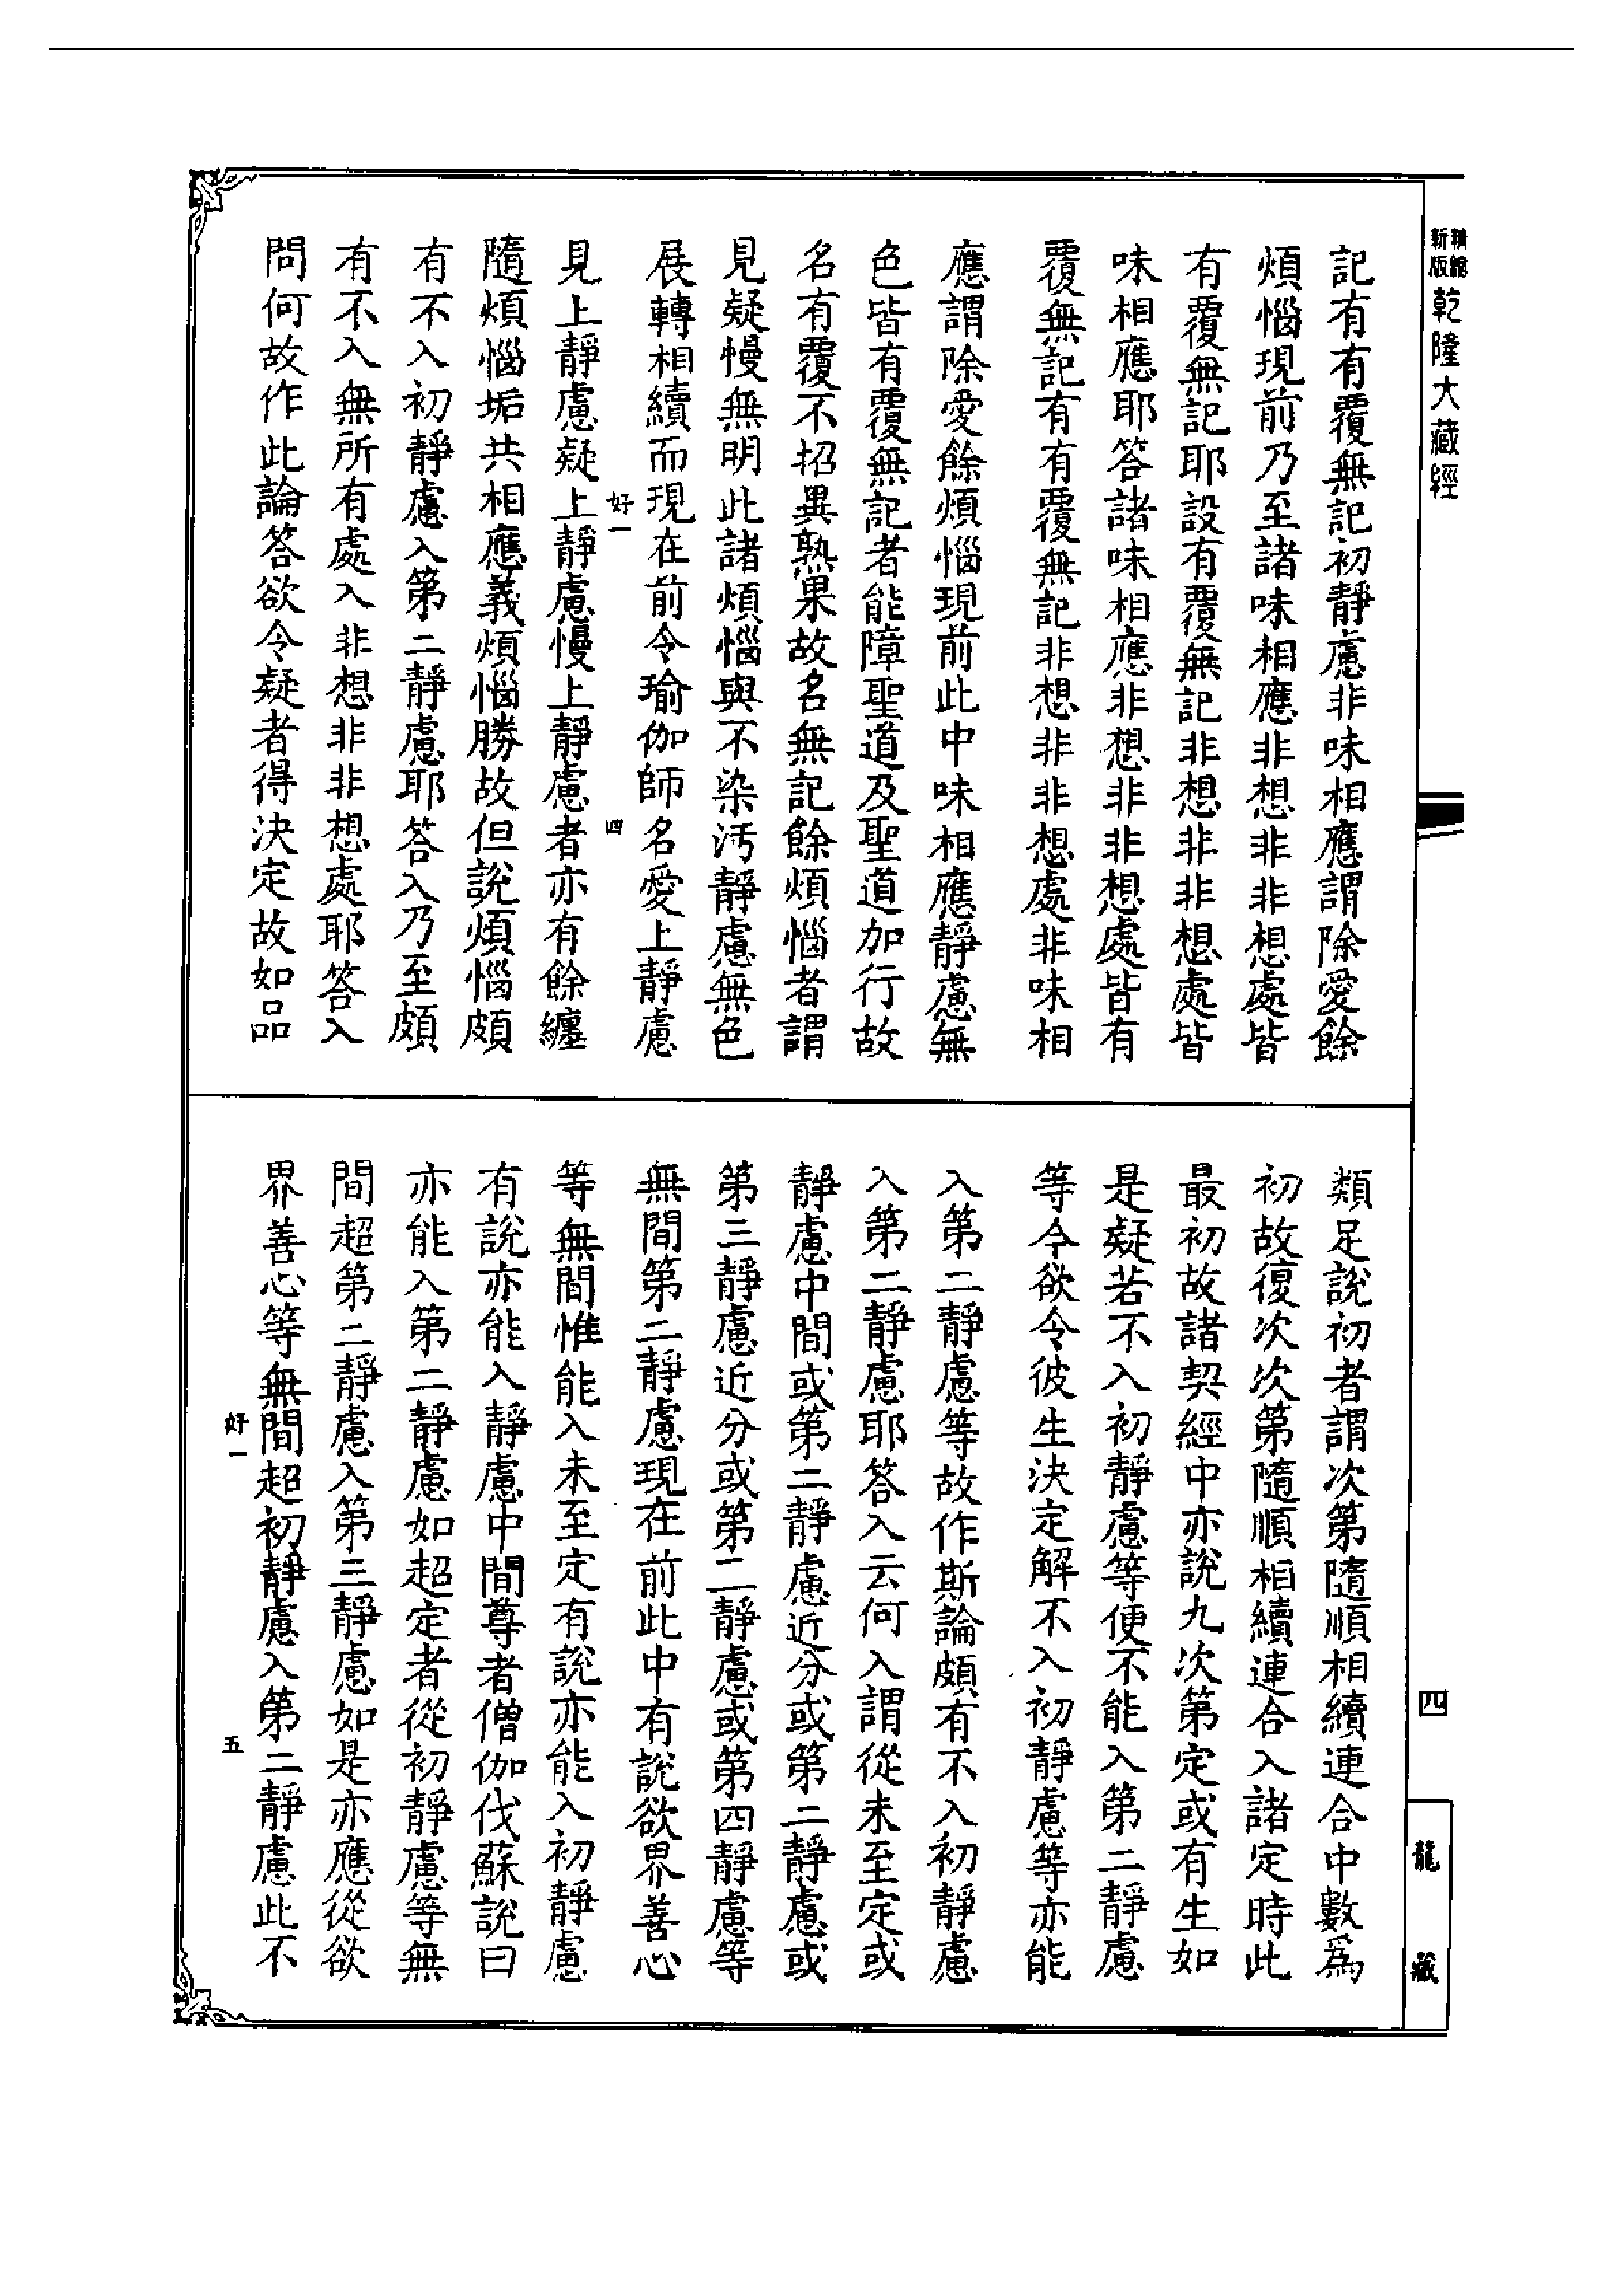 精縮
新版
乾隆大藏經
記有有覆無記初靜慮非味相應謂除愛餘
煩惱現前乃至諸味相應非想非非想處皆
有覆無記耶設有覆無記非想非非想處皆
味相應耶答諸味相應非想非非想處皆有
覆無記有有覆無記非想非非想處非味相
應謂除愛餘煩惱現前此中味相應靜慮無
色皆有覆無記者能障聖道及聖道加行故
名有覆不招異熟果故名無記餘煩惱者謂
見疑慢無明此諸煩惱與不染汚靜慮無色
展轉相續而現在前令瑜伽師名愛上靜慮
好一
四
見上靜慮疑上靜慮慢上靜慮者亦有餘纏
隨煩惱垢共相應義煩惱勝故但說煩惱頗
有不入初靜慮入第二靜慮耶答入乃至頗
有不入無所有處入非想非非想處耶答入
問何故作此論答欲令疑者得決定故如品
類足說初者謂次第隨順相續連合中數為
初故復次次第隨順相續連合入諸定時此
最初故諸契經中亦說九次第定或有生如
是疑若不入初靜慮等便不能入第二靜慮
等今欲令彼生決定解不入初靜慮等亦能
入第二靜慮等故作斯論頗有不入初靜慮
入第二靜慮耶答入云何入謂從未至定或
靜慮中間或第二靜慮近分或第二靜慮或
第三靜慮近分或第二靜慮或第四靜慮等
無間第二靜慮現在前此中有說欲界善心
等無間惟能入未至定有說亦能入初靜慮
有說亦能入靜慮中間尊者僧伽伐蘇說曰
亦能入第二靜慮如超定者從初靜慮等無
間超第二靜慮入第三靜慮如是亦應從欲
界善心等無間超初靜慮入第二靜慮此不
好一
五
四
龍藏